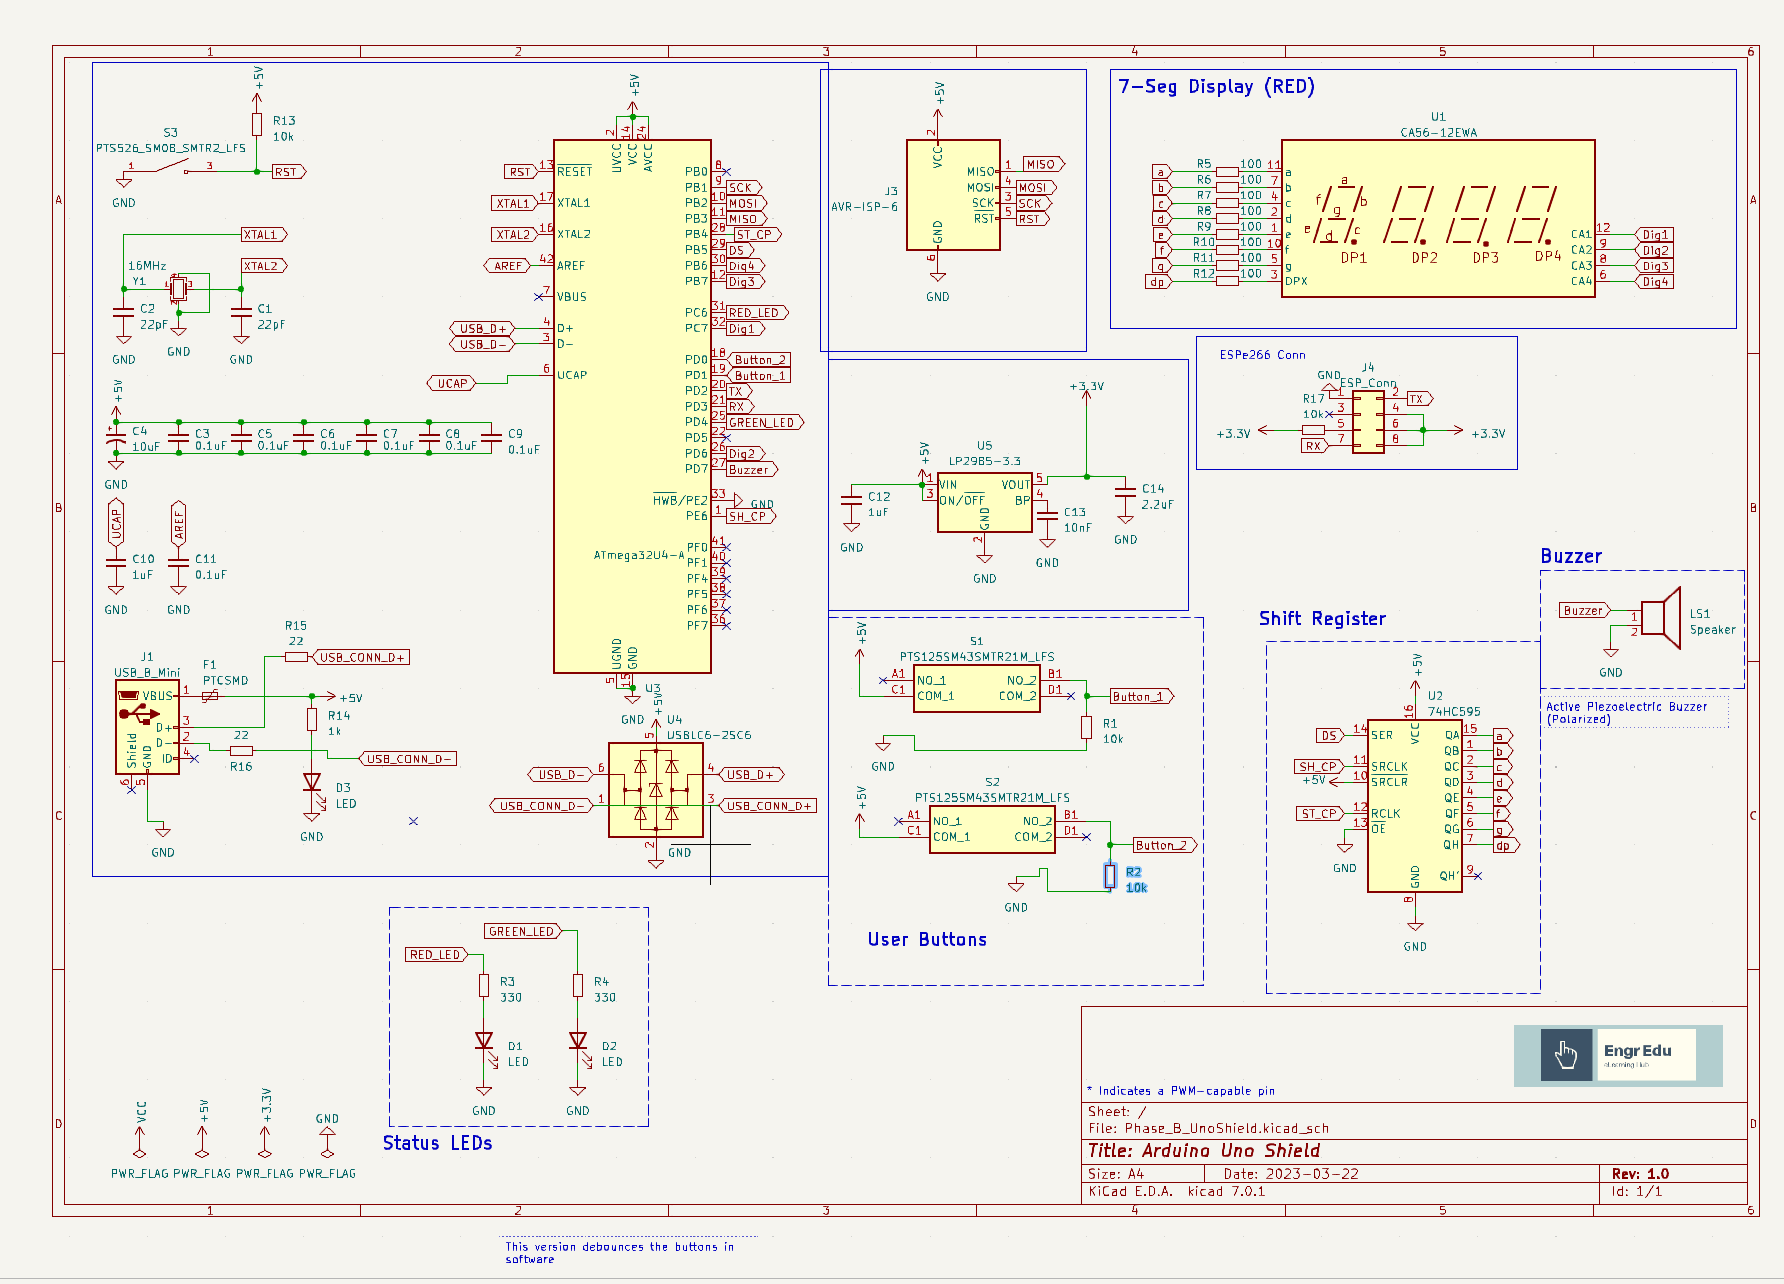 1 2 3 4 5 6
A
B
C
D
+5V
R13
10k
S3
PTS526_SM08_SMTR2_LFS
1 3
RST
GND
XTAL1
XTAL2
16MHz
Y1
C2
22pF
C1
22pF
GND GND GND
+5V
C4
10uF
C3
0.1uF
C5
0.1uF
C6
0.1uF
C7
0.1uF
C8
0.1uF
C9
0.1uF
GND
UCAP
AREF
C10
1uF
C11
0.1uF
GND GND
R15
22
USB_CONN_D+
J1
USB_B_Mini
F1
PTCSMD
VBUS 1
D+ 3
D- 2
ID 4
Shield 6
GND 5
+5V
R14
1k
22
R16
USB_CONN_D-
D3
LED
GND
GND
+5V
2 14 24
UVCC VCC AVCC
RST 13 RESET
XTAL1 17 XTAL1
XTAL2 16 XTAL2
AREF 42 AREF
7 VBUS
USB_D+ 4 D+
USB_D- 3 D-
UCAP 6 UCAP
PB0 8
PB1 9 SCK
PB2 10 MOSI
PB3 11 MISO
PB4 28 ST_CP
PB5 29 DS
PB6 30 Dig4
PB7 12 Dig3
PC6 31 RED_LED
PC7 32 Dig1
PD0 18 Button_2
PD1 19 Button_1
PD2 20 TX
PD3 21 RX
PD4 25 GREEN_LED
PD5 22
PD6 26 Dig2
PD7 27 Buzzer
HWB/PE2 33 GND
PE6 1 SH_CP
PF0 41
PF1 40
PF4 39
PF5 38
PF6 37
PF7 36
ATmega32U4-A
UGND GND
5 15
U3
GND
+5V
U4
USBLC6-2SC6
5
USB_D- 6
4 USB_D+
USB_CONN_D- 1
3 USB_CONN_D+
2
GND
+5V
2
VCC
J3
AVR-ISP-6
MISO 1 MISO
MOSI 4 MOSI
SCK 3 SCK
RST 5 RST
GND
6
GND
7-Seg Display (RED)
U1
CA56-12EWA
a R5 100 11 a
b R6 100 7 b
c R7 100 4 c
d R8 100 2 d
e R9 100 1 e
f R10 100 10 f
g R11 100 5 g
dp R12 100 3 DPX
a
f b
g
e c
d
DP1 DP2 DP3 DP4
CA1 12 Dig1
CA2 9 Dig2
CA3 8 Dig3
CA4 6 Dig4
ESPe266 Conn
J4
ESP_Conn
GND
R17
10k
1 2 TX
3 4
5 6
7 8
+3.3V
RX
+3.3V
+3.3V
+5V
U5
LP2985-3.3
1 VIN
3 ON/OFF
VOUT 5
BP 4
GND
2
C12
1uF
C13
10nF
C14
2.2uF
GND GND GND GND
+5V
S1
PTS125SM43SMTR21M_LFS
A1 NO_1
C1 COM_1
NO_2 B1
COM_2 D1
Button_1
R1
10k
GND
+5V
S2
PTS125SM43SMTR21M_LFS
A1 NO_1
C1 COM_1
NO_2 B1
COM_2 D1
Button_2
R2
10k
GND
User Buttons
Shift Register
+5V
U2
74HC595
16
VCC
DS 14 SER
SH_CP 11 SRCLK
+5V 10 SRCLR
ST_CP 12 RCLK
13 OE
GND
QA 15 a
QB 1 b
QC 2 c
QD 3 d
QE 4 e
QF 5 f
QG 6 g
QH 7 dp
QH' 9
GND
8
GND
Buzzer
Buzzer
1
2
LS1
Speaker
GND
Active Piezoelectric Buzzer
(Polarized)
GREEN_LED
RED_LED
R3
330
R4
330
D1
LED
D2
LED
GND GND
Status LEDs
VCC +5V +3.3V GND
PWR_FLAG PWR_FLAG PWR_FLAG PWR_FLAG
Engr Edu
eLearning Hub
* Indicates a PWM-capable pin
Sheet: /
File: Phase_B_UnoShield.kicad_sch
Title: Arduino Uno Shield
Size: A4 Date: 2023-03-22 Rev: 1.0
KiCad E.D.A. kicad 7.0.1 Id: 1/1
A
B
C
D
1 2 3 4 5 6
This version debounces the buttons in
software